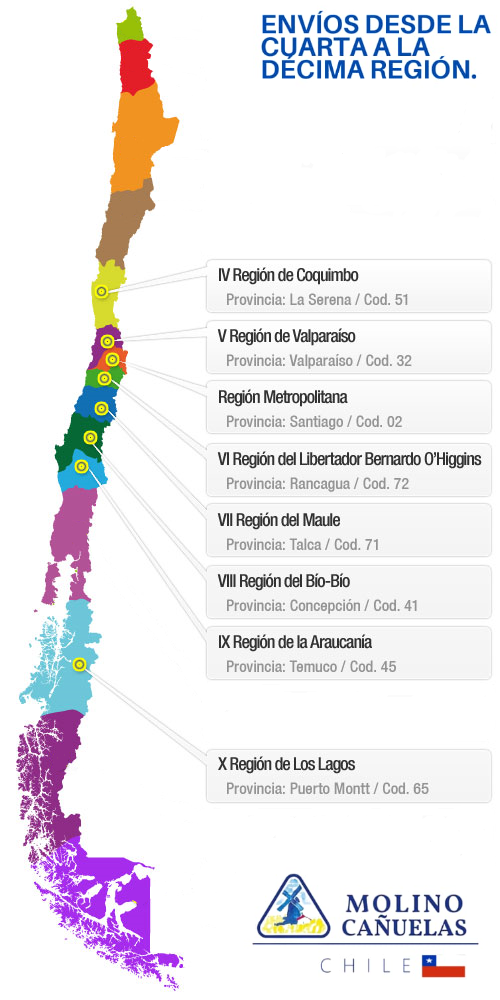 ENVÍOS DESDE LA
CUARTA A LA
DÉCIMA REGIÓN.
IV Región de Coquimbo
Provincia: La Serena / Cod. 51
V Región de Valparaíso
Provincia: Valparaíso / Cod. 32
Región Metropolitana
Provincia: Santiago / Cod. 02
VI Región del Libertador Bernardo O'Higgins
Provincia: Rancagua / Cod. 72
VII Región del Maule
Provincia: Talca / Cod. 71
VIII Región del Bío-Bío
Provincia: Concepción / Cod. 41
IX Región de la Araucanía
Provincia: Temuco / Cod. 45
X Región de Los Lagos
Provincia: Puerto Montt / Cod. 65
MOLINO
CAÑUELAS
CHILE